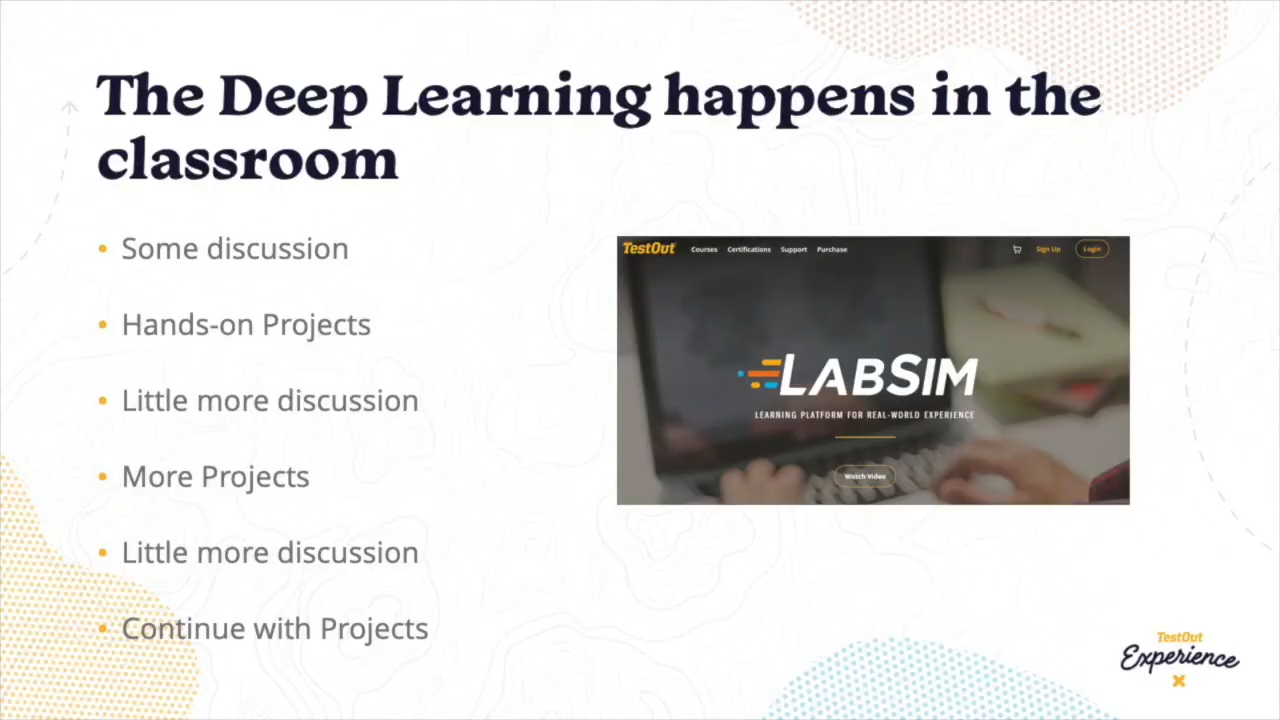 The Deep Learning happens in the
classroom
• Some discussion
• Hands-on Projects
• Little more discussion
• More Projects
• Little more discussion
• Continue with Projects
TestOut Courses Certifications Support Purchase Sign Up Login
LABSIM
LEARNING PLATFORM FOR REAL-WORLD EXPERIENCE
Watch Video
TestOut
Experience